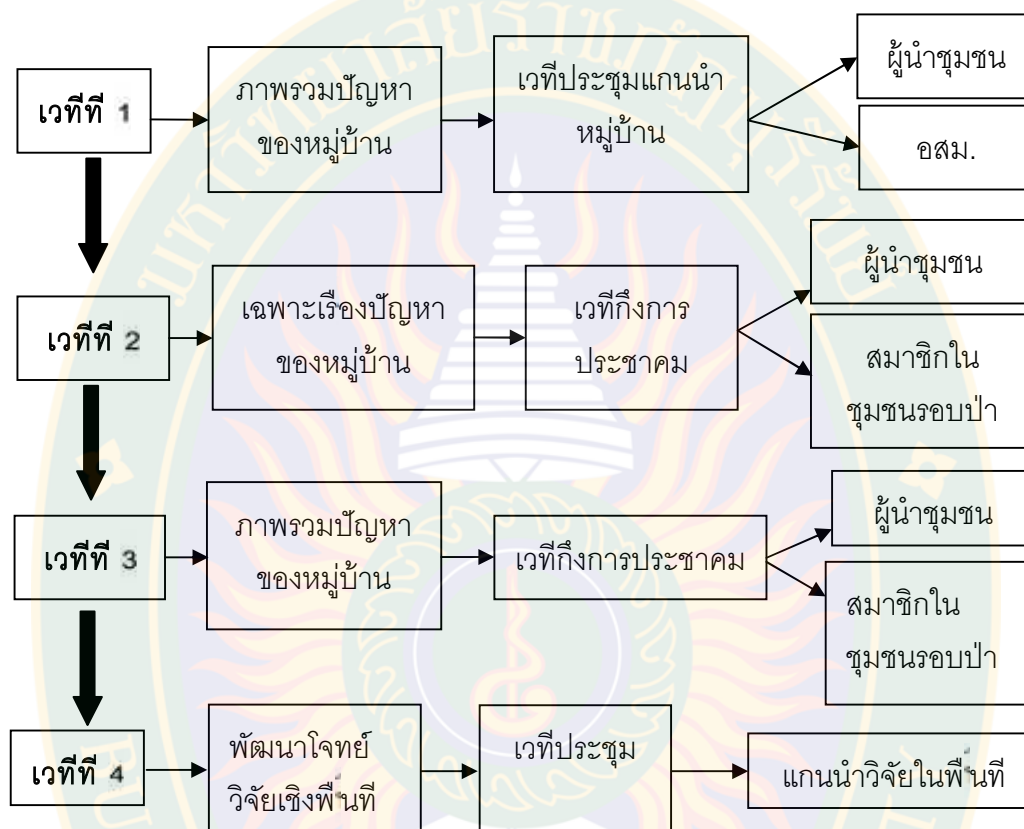 เวทีที 1
ภาพรวมปัญหา
ของหมู่บ้าน
เวทีประชุมแกนนำ
หมู่บ้าน
ผู้นำชุมชน
อสม.
เวทีที 2
เฉพาะเรืองปัญหา
ของหมู่บ้าน
เวทีกึงการ
ประชาคม
ผู้นำชุมชน
สมาชิกใน
ชุมชนรอบป่า
เวทีที 3
ภาพรวมปัญหา
ของหมู่บ้าน
เวทีกึงการประชาคม
ผู้นำชุมชน
สมาชิกใน
ชุมชนรอบป่า
เวทีที 4
พัฒนาโจทย์
วิจัยเชิงพื้นที
เวทีประชุม
แกนนำวิจัยในพื้นที